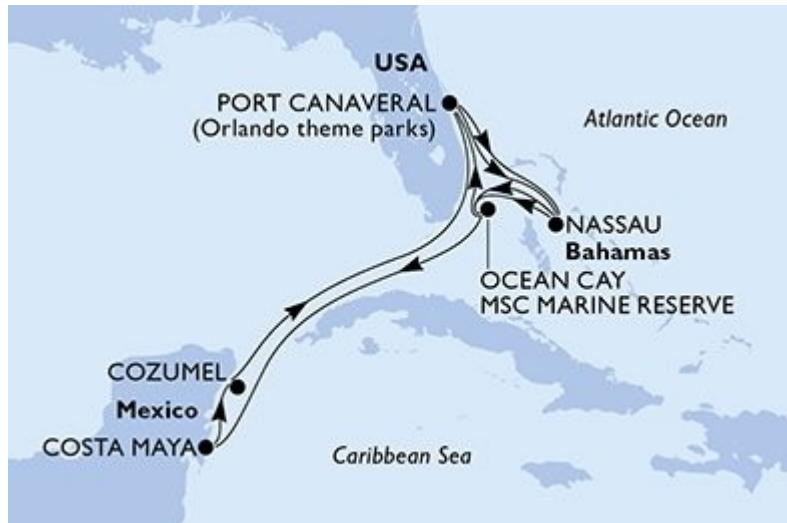 USA
PORT CANAVERAL
(Orlando theme parks)
Atlantic Ocean
NASSAU
Bahamas
OCEAN CAY
MSC MARINE RESERVE
COZUMEL
Mexico
COSTA MAYA
Caribbean Sea